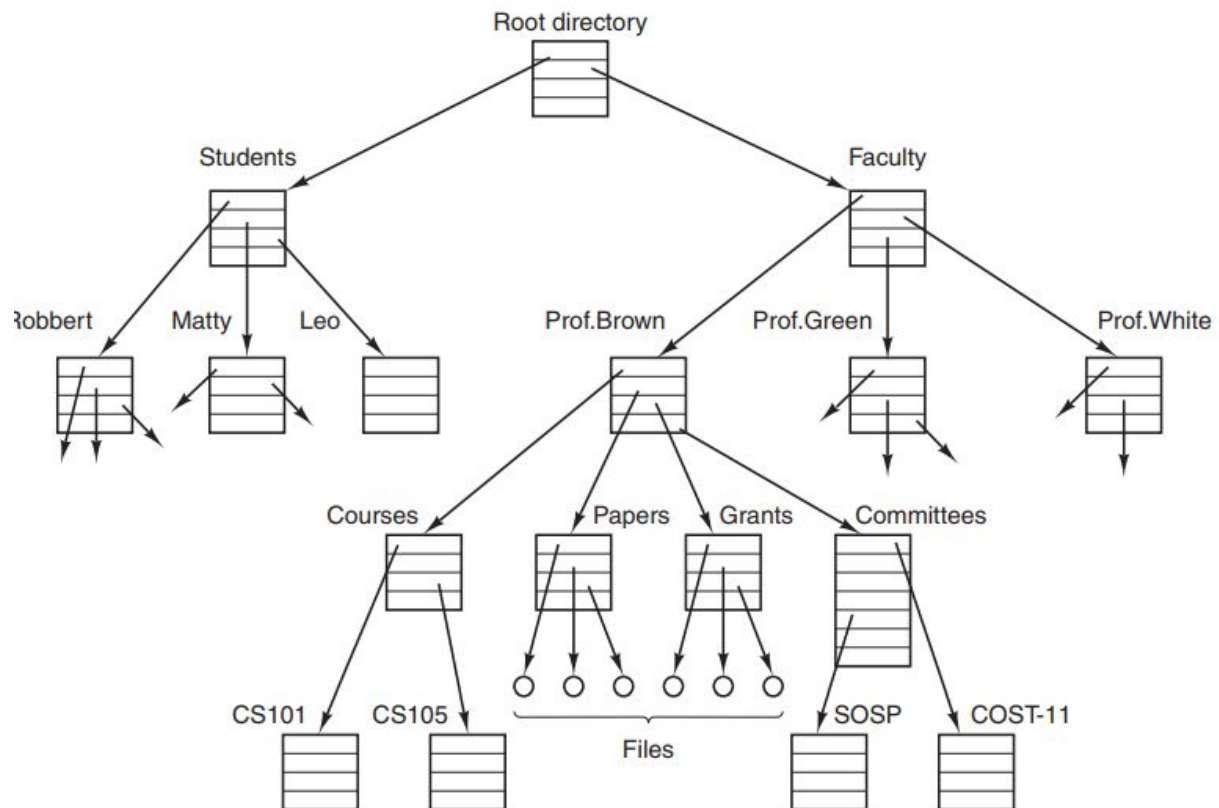 Root directory
Students
Faculty
Robbert
Matty
Leo
Prof.Brown
Prof.Green
Prof.White
Courses
Papers
Grants
Committees
CS101
CS105
SOSP
COST-11
Files